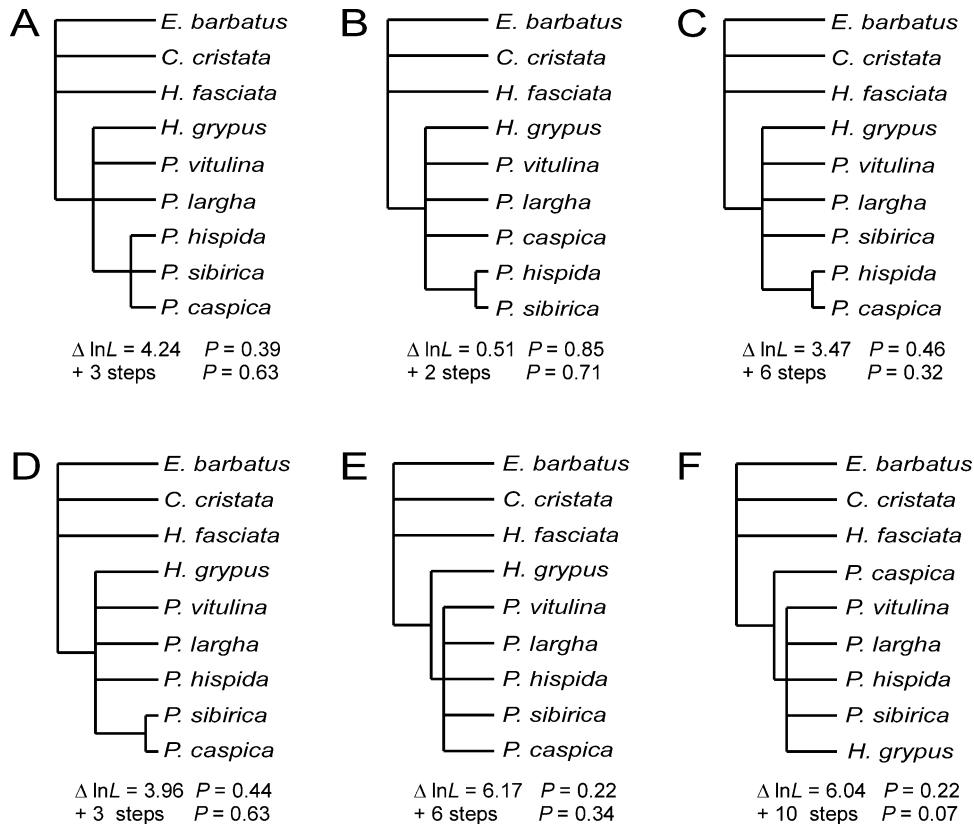 A
E. barbatus
C. cristata
H. fasciata
H. grypus
P. vitulina
P. largha
P. hispida
P. sibirica
P. caspica
Δ lnL = 4.24 P = 0.39
+ 3 steps P = 0.63
B
E. barbatus
C. cristata
H. fasciata
H. grypus
P. vitulina
P. largha
P. caspica
P. hispida
P. sibirica
Δ lnL = 0.51 P = 0.85
+ 2 steps P = 0.71
C
E. barbatus
C. cristata
H. fasciata
H. grypus
P. vitulina
P. largha
P. sibirica
P. hispida
P. caspica
Δ lnL = 3.47 P = 0.46
+ 6 steps P = 0.32
D
E. barbatus
C. cristata
H. fasciata
H. grypus
P. vitulina
P. largha
P. hispida
P. sibirica
P. caspica
Δ lnL = 3.96 P = 0.44
+ 3 steps P = 0.63
E
E. barbatus
C. cristata
H. fasciata
H. grypus
P. vitulina
P. largha
P. hispida
P. sibirica
P. caspica
Δ lnL = 6.17 P = 0.22
+ 6 steps P = 0.34
F
E. barbatus
C. cristata
H. fasciata
P. caspica
P. vitulina
P. largha
P. hispida
P. sibirica
H. grypus
Δ lnL = 6.04 P = 0.22
+ 10 steps P = 0.07